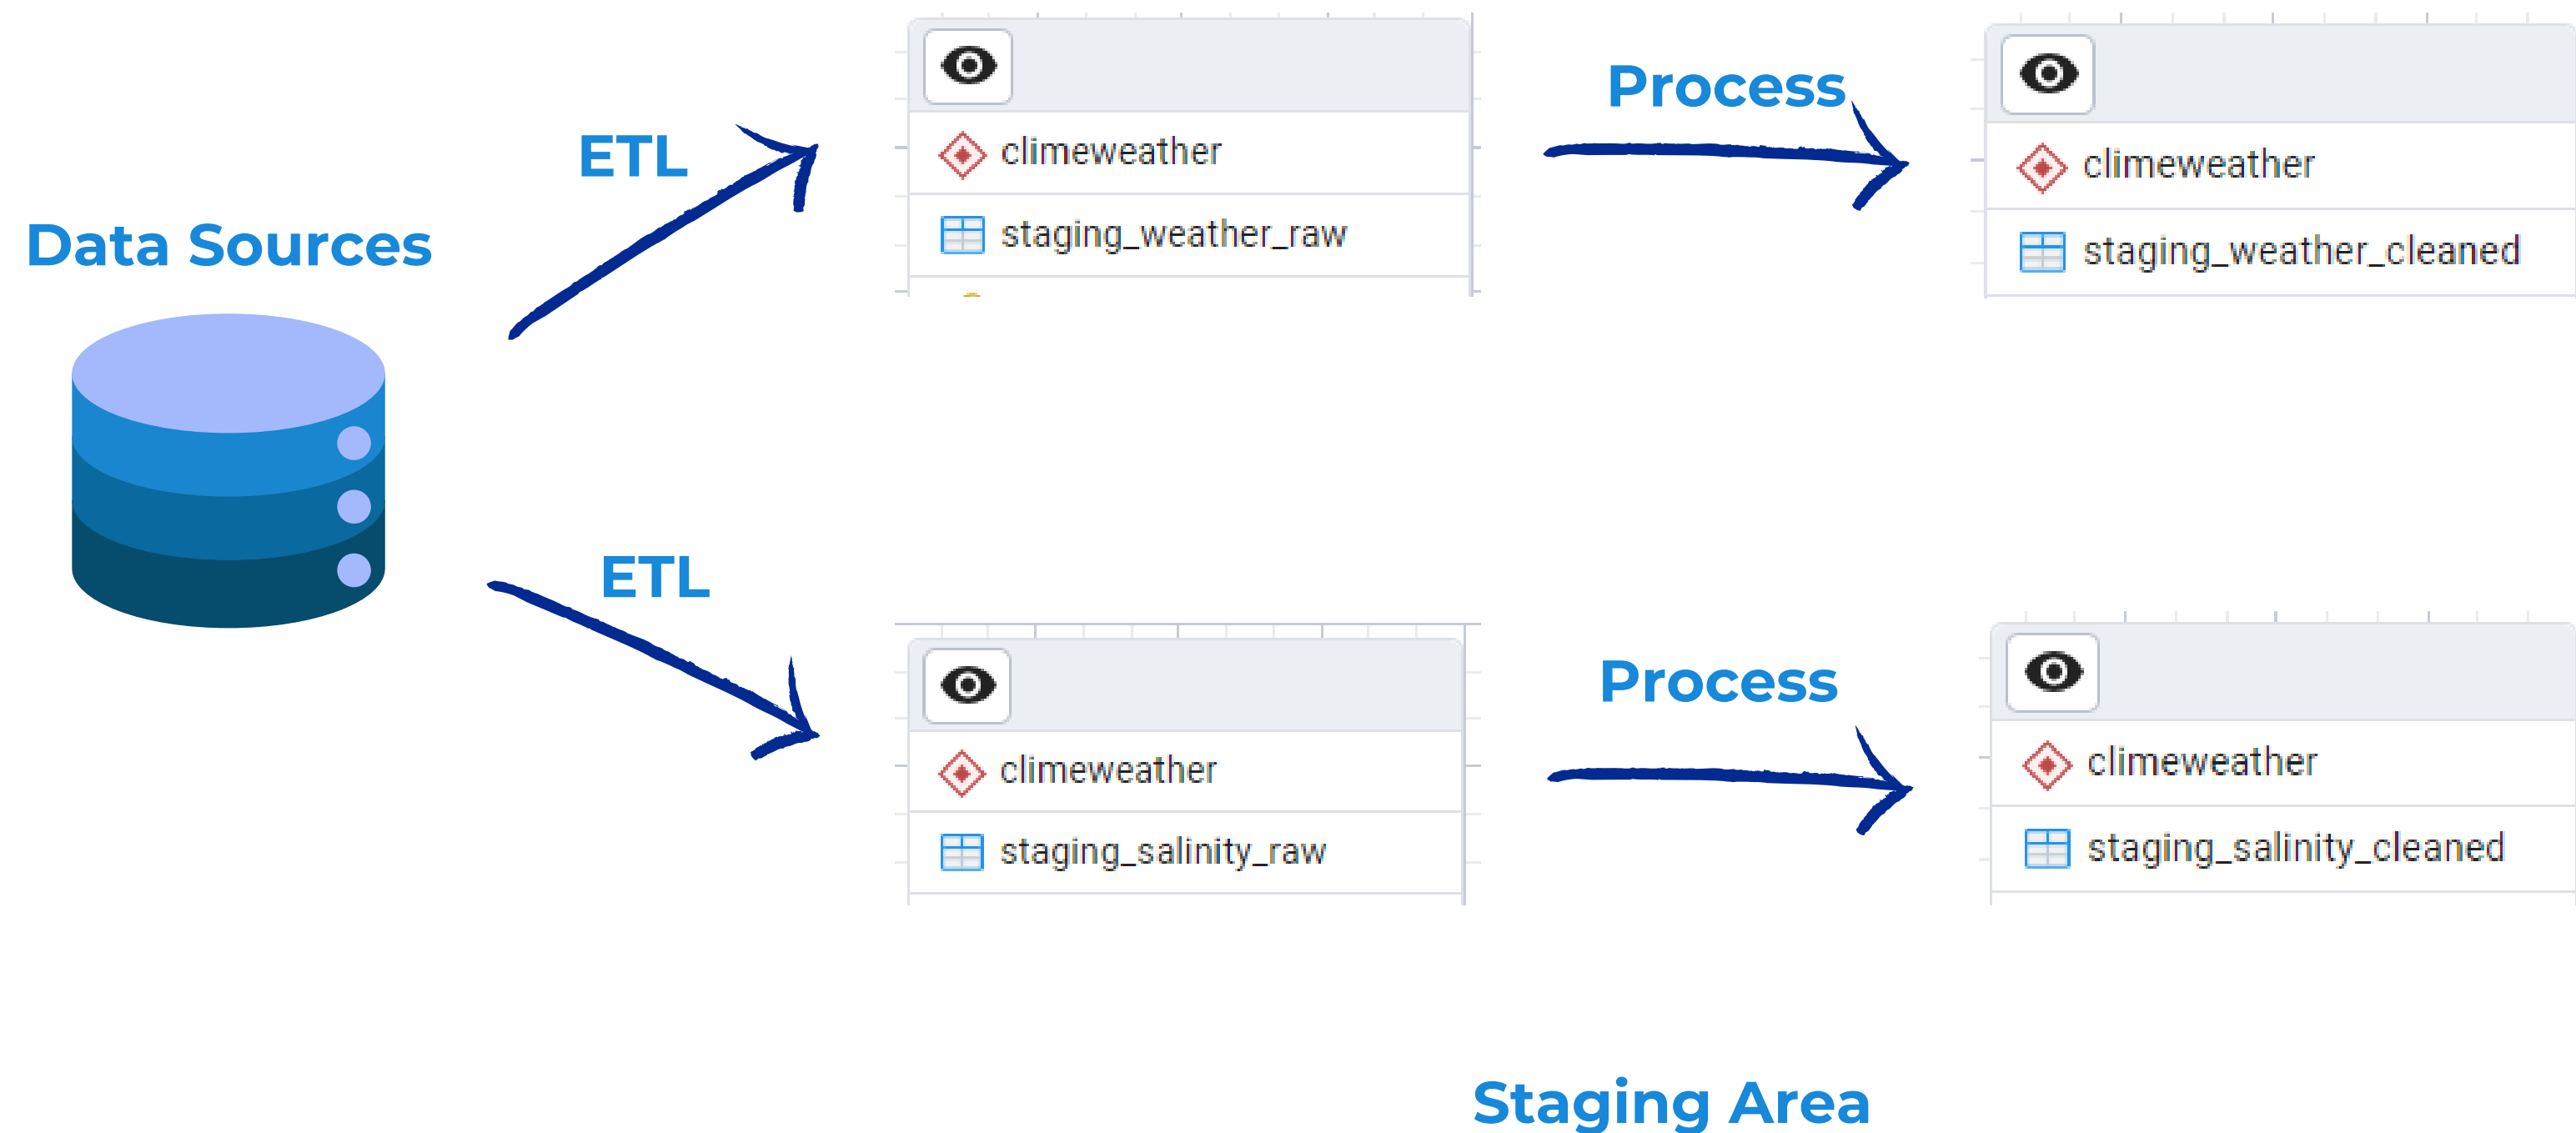 Data Sources
ETL
climeweather
staging_weather_raw
Process
climeweather
staging_weather_cleaned
ETL
climeweather
staging_salinity_raw
Process
climeweather
staging_salinity_cleaned
Staging Area